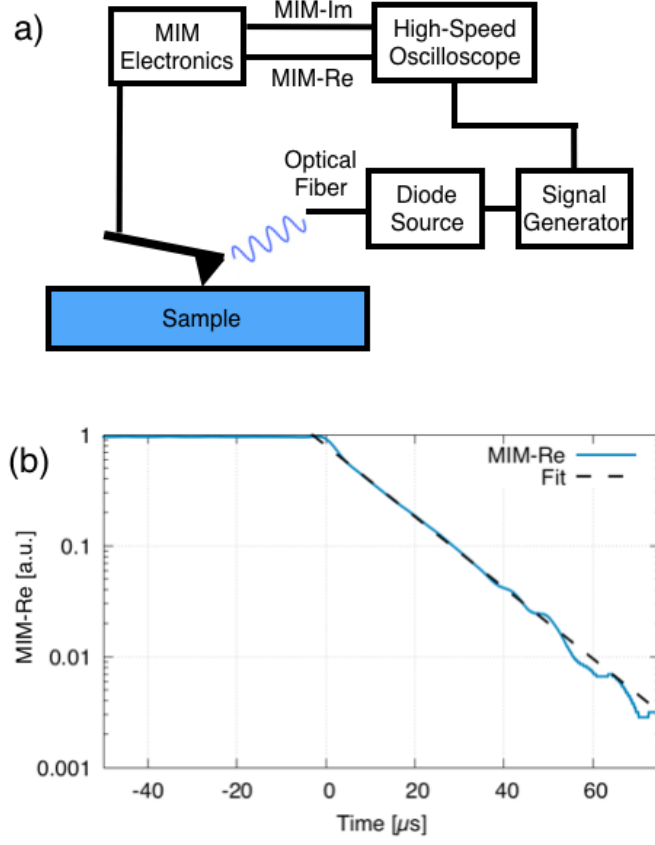 a)
MIM
Electronics
MIM-Im
MIM-Re
High-Speed
Oscilloscope
Optical
Fiber
Diode
Source
Signal
Generator
Sample
(b)
MIM-Re
Fit
MIM-Re [a.u.]
1
0.1
0.01
0.001
-40
-20
0
20
40
60
Time [µs]